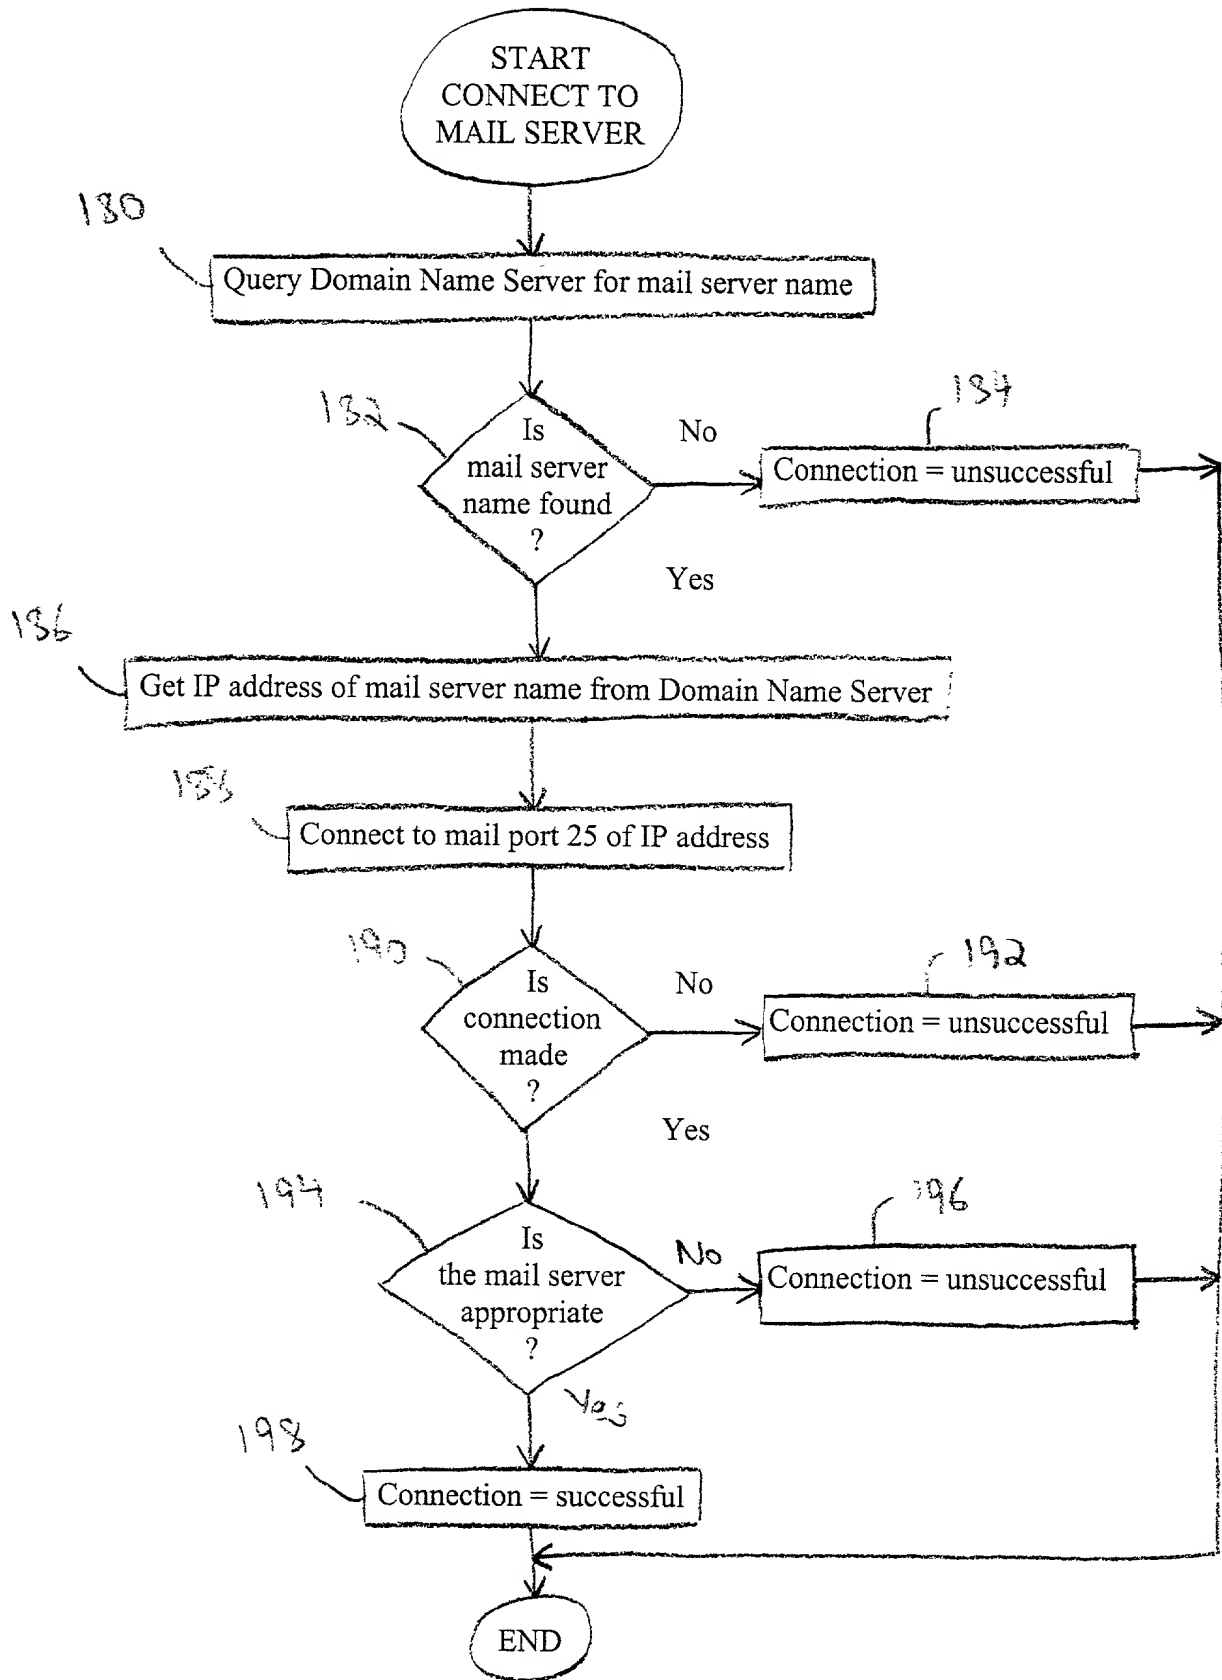 START
CONNECT TO
MAIL SERVER
180
Query Domain Name Server for mail server name
182
Is
mail server
name found
?
No
184
Connection = unsuccessful
Yes
186
Get IP address of mail server name from Domain Name Server
188
Connect to mail port 25 of IP address
190
Is
connection
made
?
No
192
Connection = unsuccessful
Yes
194
Is
the mail server
appropriate
?
No
196
Connection = unsuccessful
Yes
198
Connection = successful
END